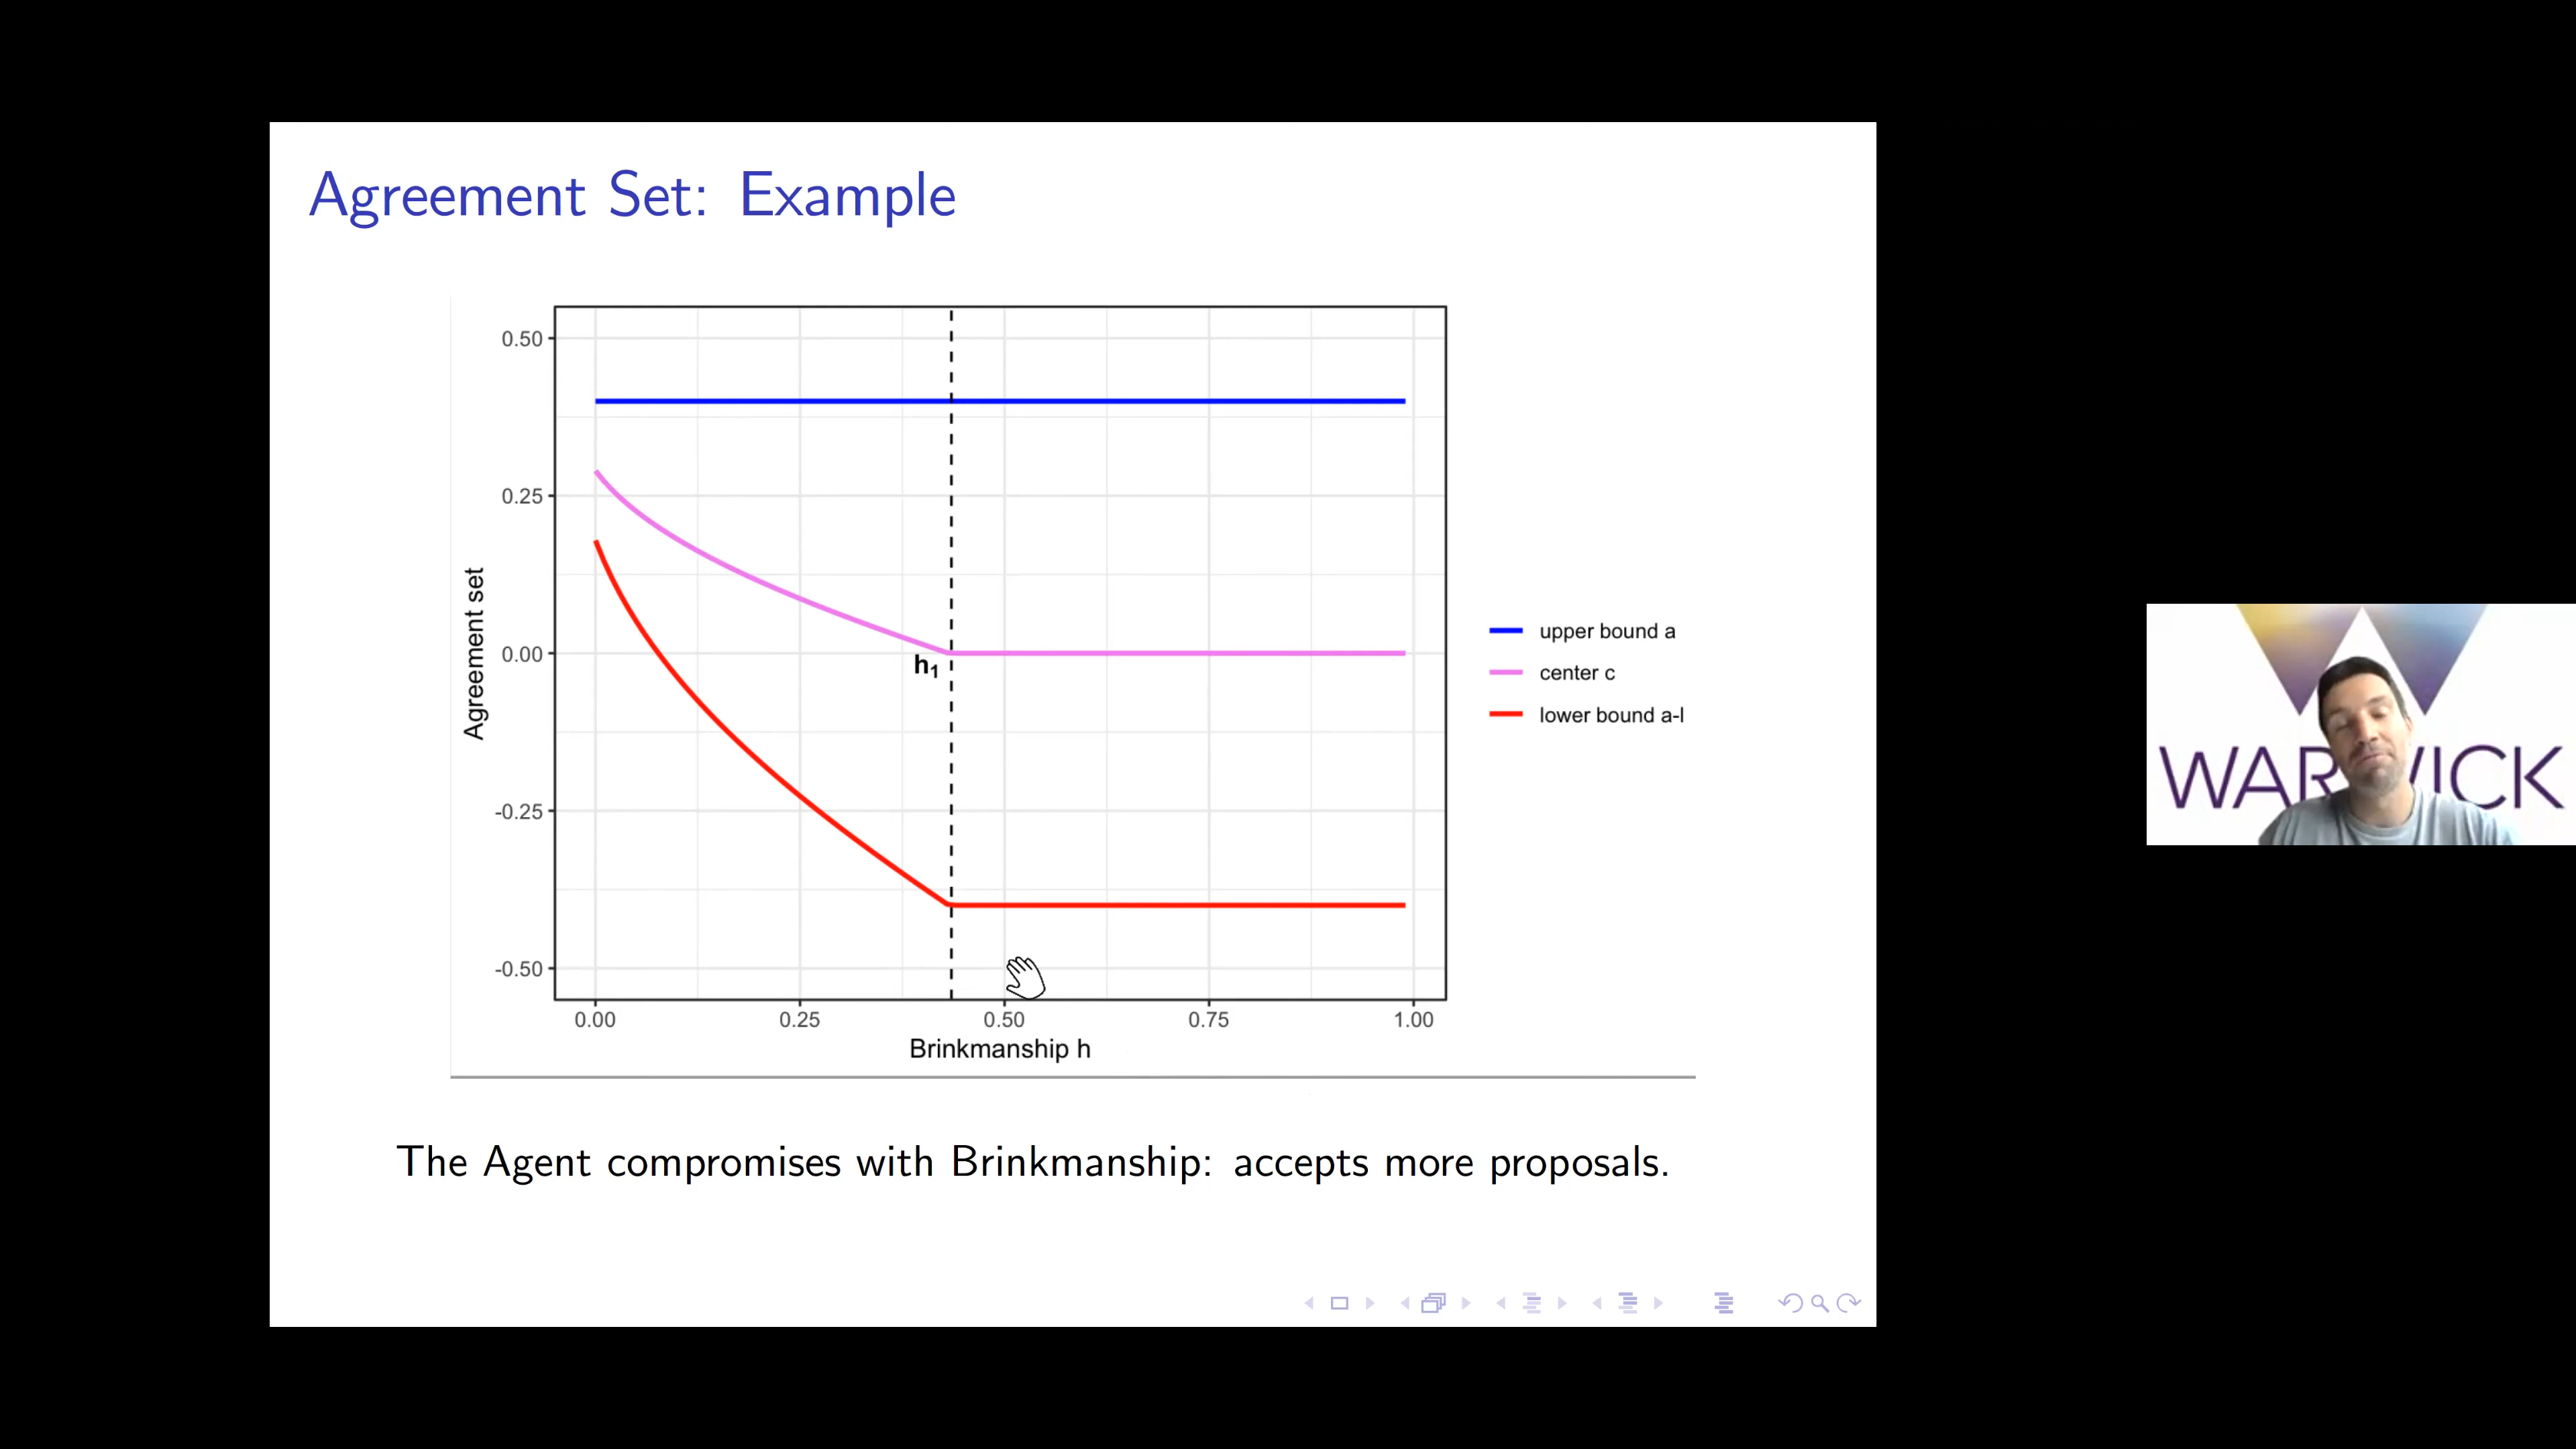 Agreement Set: Example
0.50
0.25
0.00
-0.25
-0.50
Agreement set
h1
0.00 0.25 0.50 0.75 1.00
Brinkmanship h
upper bound a
center c
lower bound a-l
The Agent compromises with Brinkmanship: accepts more proposals.
WARWICK